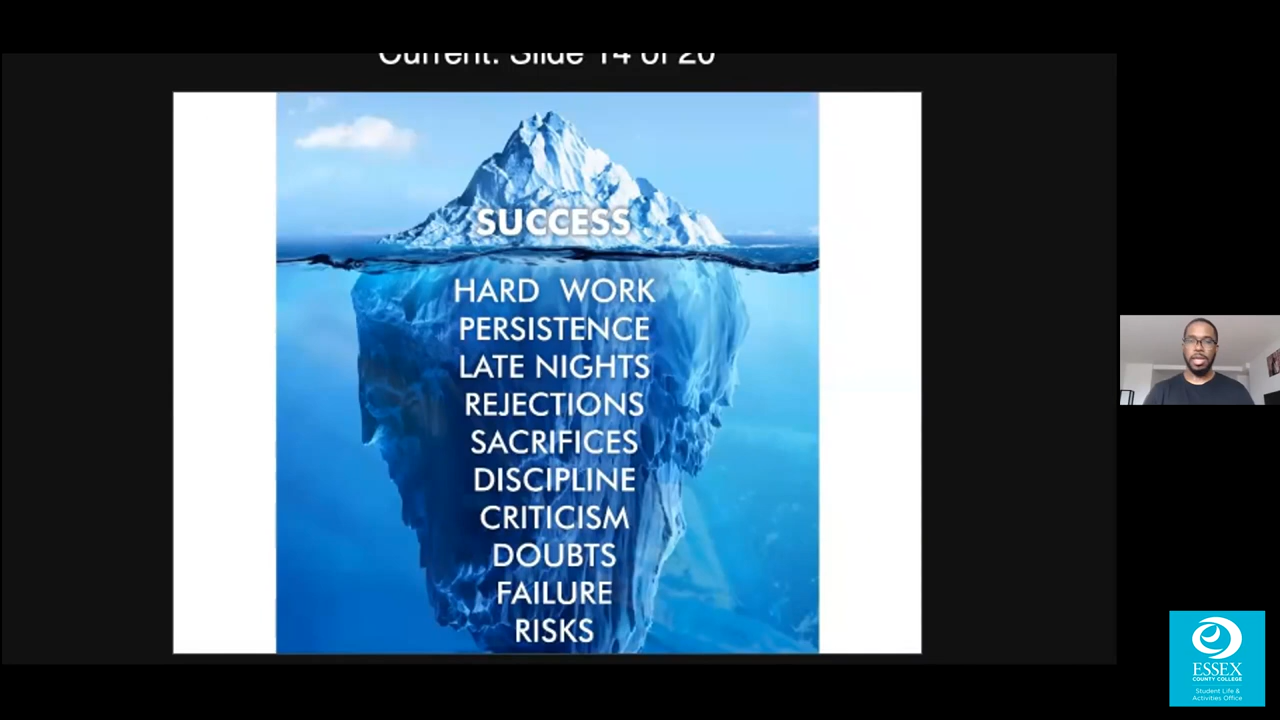 Current: Slide 14 of 20
SUCCESS
HARD WORK
PERSISTENCE
LATE NIGHTS
REJECTIONS
SACRIFICES
DISCIPLINE
CRITICISM
DOUBTS
FAILURE
RISKS
ESSEX
COUNTY COLLEGE
Student Life &
Activities Office